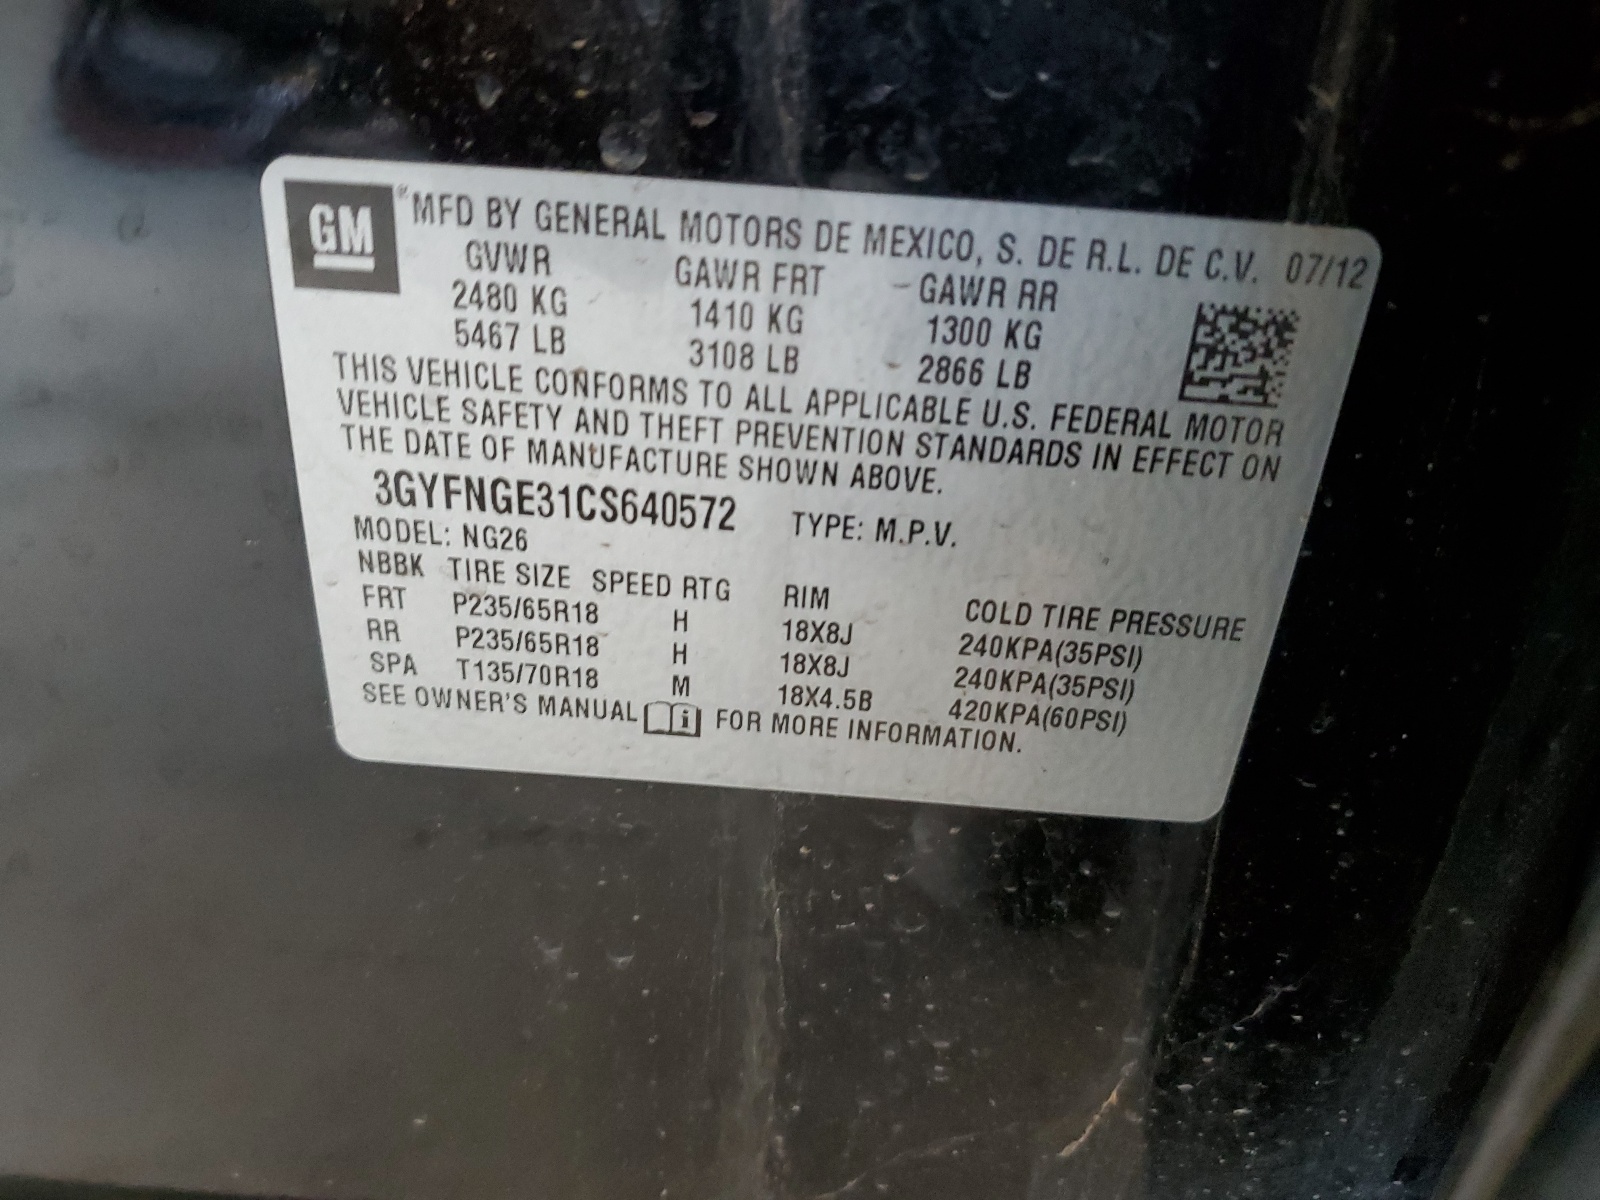 GM ® MFD BY GENERAL MOTORS DE MEXICO, S. DE R.L. DE C.V. 07/12
GVWR GAWR FRT GAWR RR
2480 KG 1410 KG 1300 KG
5467 LB 3108 LB 2866 LB
THIS VEHICLE CONFORMS TO ALL APPLICABLE U.S. FEDERAL MOTOR
VEHICLE SAFETY AND THEFT PREVENTION STANDARDS IN EFFECT ON
THE DATE OF MANUFACTURE SHOWN ABOVE.
3GYFNGE31CS640572 TYPE: M.P.V.
MODEL: NG26
NBBK TIRE SIZE SPEED RTG RIM COLD TIRE PRESSURE
FRT P235/65R18 H 18X8J 240KPA(35PSI)
RR P235/65R18 H 18X8J 240KPA(35PSI)
SPA T135/70R18 M 18X4.5B 420KPA(60PSI)
SEE OWNER'S MANUAL i FOR MORE INFORMATION.